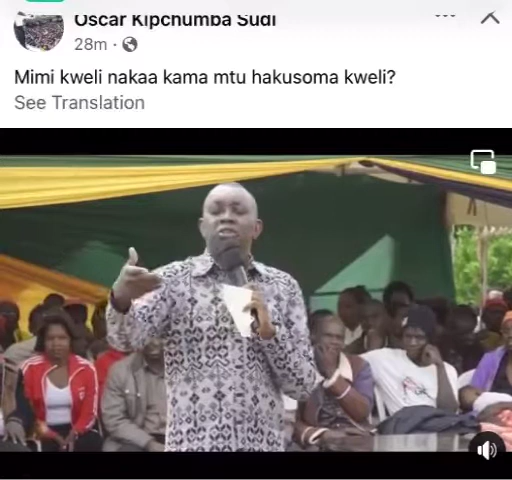 Oscar Kipchumba Sudi
28m ·
Mimi kweli nakaa kama mtu hakusoma kweli?
See Translation